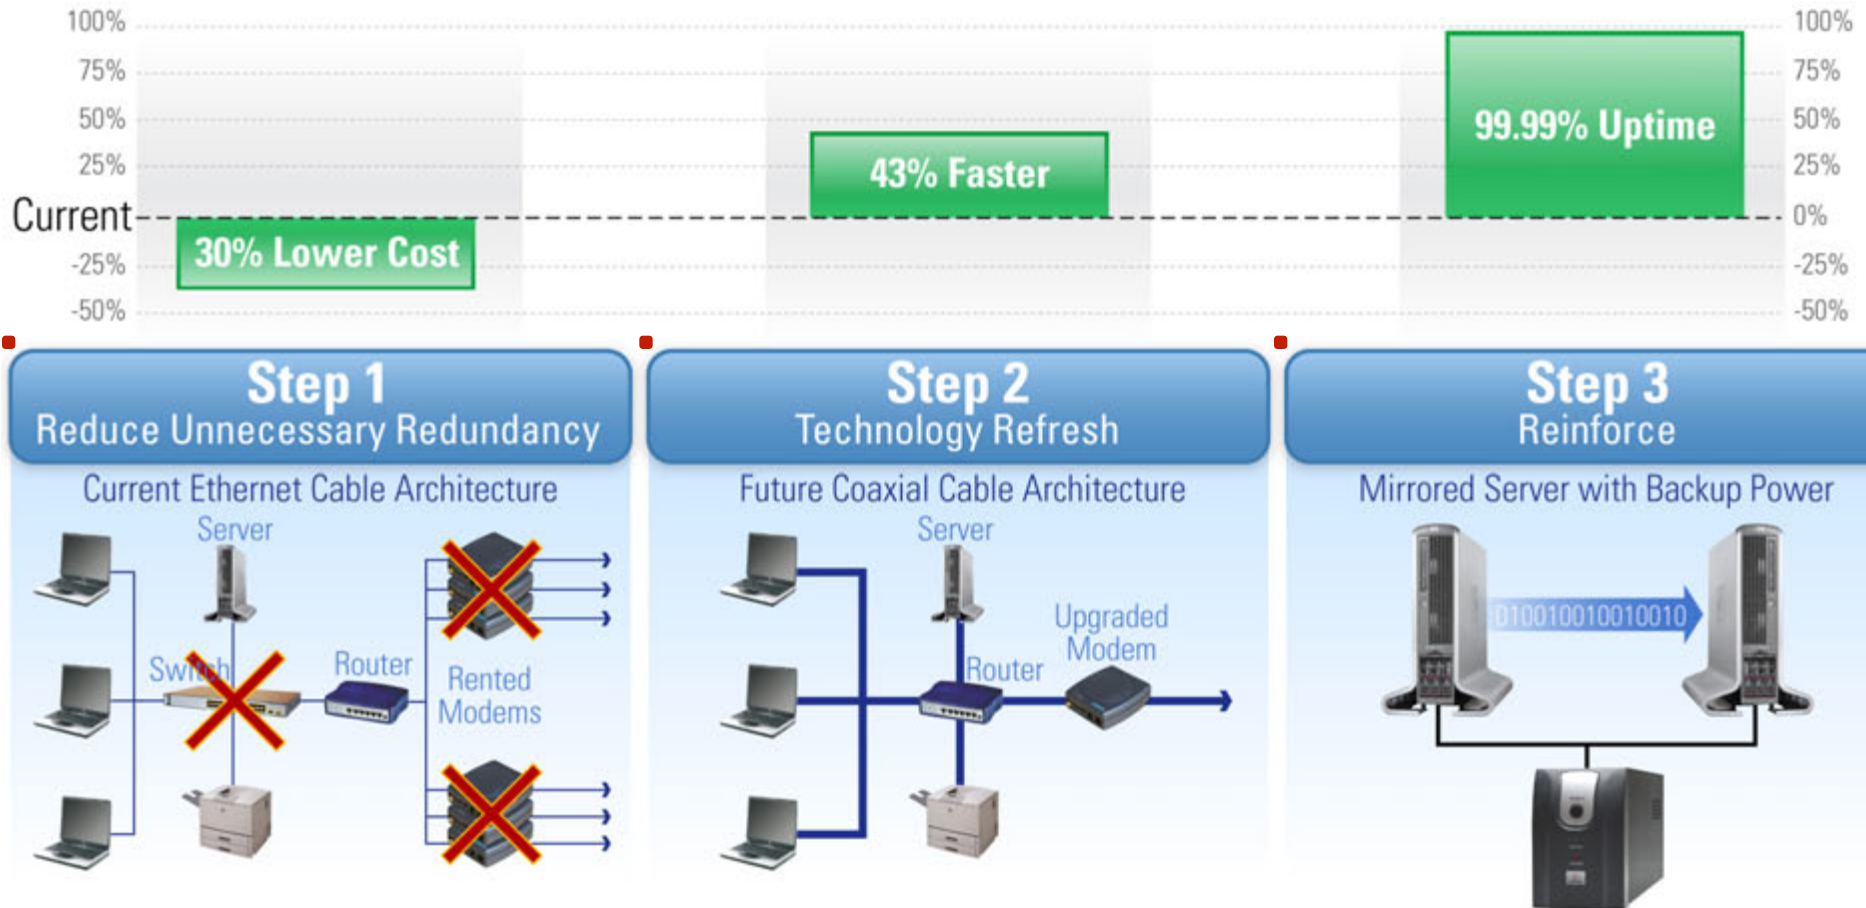 100%
75%
50%
25%
Current
-25%
-50%
100%
75%
50%
25%
0%
-25%
-50%
30% Lower Cost
43% Faster
99.99% Uptime
Step 1
Reduce Unnecessary Redundancy
Current Ethernet Cable Architecture
Server
Switch
Router
Rented
Modems
Step 2
Technology Refresh
Future Coaxial Cable Architecture
Server
Upgraded
Modem
Router
Step 3
Reinforce
Mirrored Server with Backup Power
010010010010010